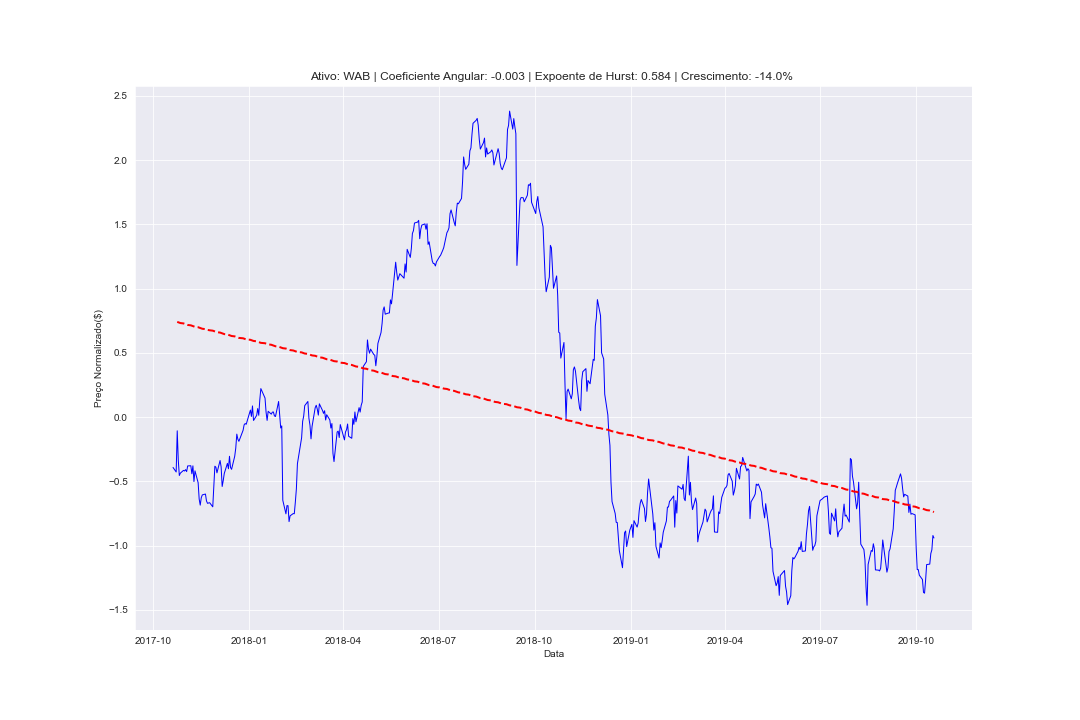 Ativo: WAB | Coeficiente Angular: -0.003 | Expoente de Hurst: 0.584 | Crescimento: -14.0%
2.5
2.0
1.5
1.0
0.5
0.0
−0.5
−1.0
−1.5
Preço Normalizado($)
2017-10 2018-01 2018-04 2018-07 2018-10 2019-01 2019-04 2019-07 2019-10
Data